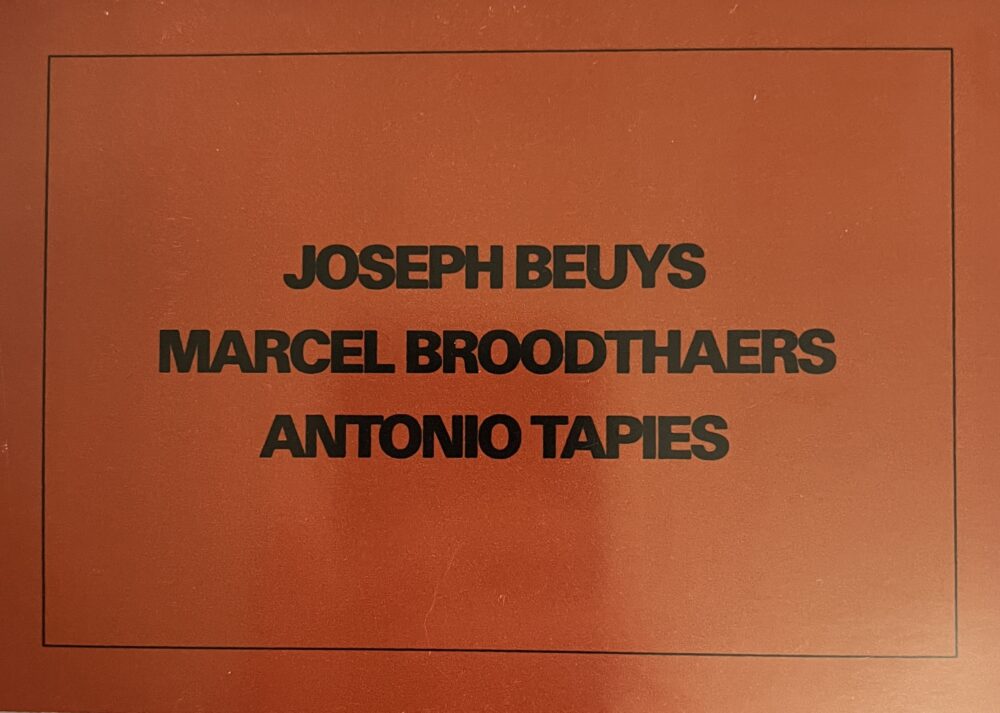 JOSEPH BEUYS
MARCEL BROODTHAERS
ANTONIO TAPIES